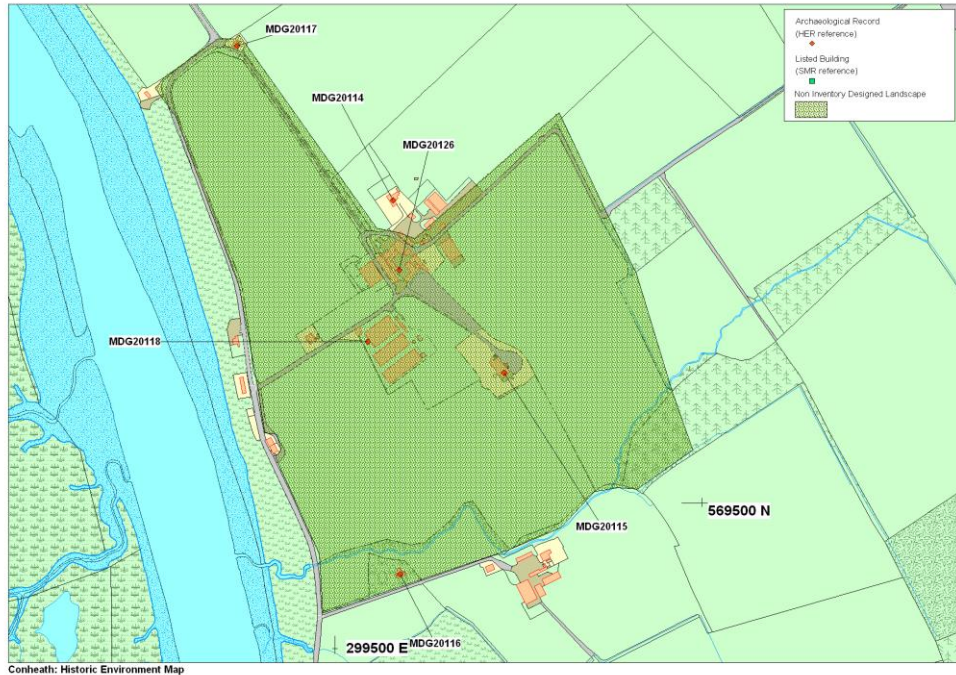 MDG20117
Archaeological Record
(HER reference)
Listed Building
(SMR reference)
Non Inventory Designed Landscape
MDG20114
MDG20126
MDG20118
569500 N
MDG20115
299500 E
MDG20116
Conheath: Historic Environment Map